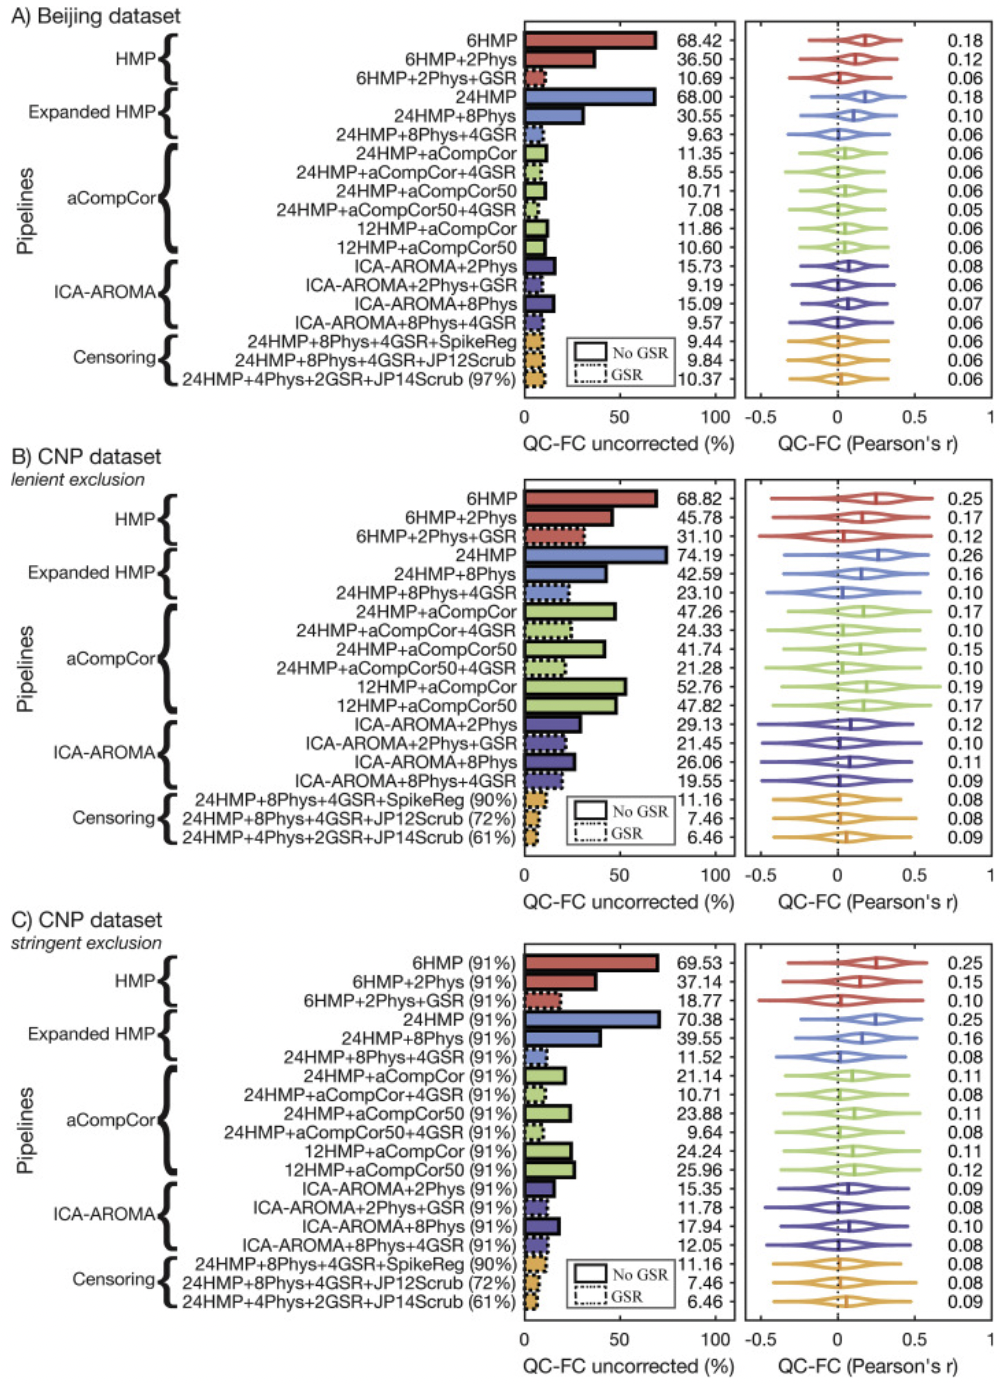 A) Beijing dataset
Pipelines
HMP
6HMP 68.42 0.18
6HMP+2Phys 36.50 0.12
6HMP+2Phys+GSR 10.69 0.06
Expanded HMP
24HMP 68.00 0.18
24HMP+8Phys 30.55 0.10
24HMP+8Phys+4GSR 9.63 0.06
aCompCor
24HMP+aCompCor 11.35 0.06
24HMP+aCompCor+4GSR 8.55 0.06
24HMP+aCompCor50 10.71 0.06
24HMP+aCompCor50+4GSR 7.08 0.05
12HMP+aCompCor 11.86 0.06
12HMP+aCompCor50 10.60 0.06
ICA-AROMA
ICA-AROMA+2Phys 15.73 0.08
ICA-AROMA+2Phys+GSR 9.19 0.06
ICA-AROMA+8Phys 15.09 0.07
ICA-AROMA+8Phys+4GSR 9.57 0.06
Censoring
24HMP+8Phys+4GSR+SpikeReg 9.44 0.06
24HMP+8Phys+4GSR+JP12Scrub 9.84 0.06
24HMP+4Phys+2GSR+JP14Scrub (97%) 10.37 0.06
No GSR
GSR
0 50 100 -0.5 0 0.5 1
QC-FC uncorrected (%) QC-FC (Pearson's r)
B) CNP dataset
lenient exclusion
Pipelines
HMP
6HMP 68.82 0.25
6HMP+2Phys 45.78 0.17
6HMP+2Phys+GSR 31.10 0.12
Expanded HMP
24HMP 74.19 0.26
24HMP+8Phys 42.59 0.16
24HMP+8Phys+4GSR 23.10 0.10
aCompCor
24HMP+aCompCor 47.26 0.17
24HMP+aCompCor+4GSR 24.33 0.10
24HMP+aCompCor50 41.74 0.15
24HMP+aCompCor50+4GSR 21.28 0.10
12HMP+aCompCor 52.76 0.19
12HMP+aCompCor50 47.82 0.17
ICA-AROMA
ICA-AROMA+2Phys 29.13 0.12
ICA-AROMA+2Phys+GSR 21.45 0.10
ICA-AROMA+8Phys 26.06 0.11
ICA-AROMA+8Phys+4GSR 19.55 0.09
Censoring
24HMP+8Phys+4GSR+SpikeReg (90%) 11.16 0.08
24HMP+8Phys+4GSR+JP12Scrub (72%) 7.46 0.08
24HMP+4Phys+2GSR+JP14Scrub (61%) 6.46 0.09
No GSR
GSR
0 50 100 -0.5 0 0.5 1
QC-FC uncorrected (%) QC-FC (Pearson's r)
C) CNP dataset
stringent exclusion
Pipelines
HMP
6HMP (91%) 69.53 0.25
6HMP+2Phys (91%) 37.14 0.15
6HMP+2Phys+GSR (91%) 18.77 0.10
Expanded HMP
24HMP (91%) 70.38 0.25
24HMP+8Phys (91%) 39.55 0.16
24HMP+8Phys+4GSR (91%) 11.52 0.08
aCompCor
24HMP+aCompCor (91%) 21.14 0.11
24HMP+aCompCor+4GSR (91%) 10.71 0.08
24HMP+aCompCor50 (91%) 23.88 0.11
24HMP+aCompCor50+4GSR (91%) 9.64 0.08
12HMP+aCompCor (91%) 24.24 0.11
12HMP+aCompCor50 (91%) 25.96 0.12
ICA-AROMA
ICA-AROMA+2Phys (91%) 15.35 0.09
ICA-AROMA+2Phys+GSR (91%) 11.78 0.08
ICA-AROMA+8Phys (91%) 17.94 0.10
ICA-AROMA+8Phys+4GSR (91%) 12.05 0.08
Censoring
24HMP+8Phys+4GSR+SpikeReg (90%) 11.16 0.08
24HMP+8Phys+4GSR+JP12Scrub (72%) 7.46 0.08
24HMP+4Phys+2GSR+JP14Scrub (61%) 6.46 0.09
No GSR
GSR
0 50 100 -0.5 0 0.5 1
QC-FC uncorrected (%) QC-FC (Pearson's r)